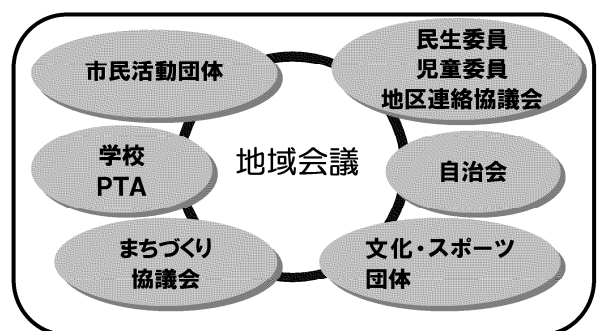 市民活動団体
民生委員
児童委員
地区連絡協議会
学校
PTA
地域会議
自治会
まちづくり
協議会
文化・スポーツ
団体